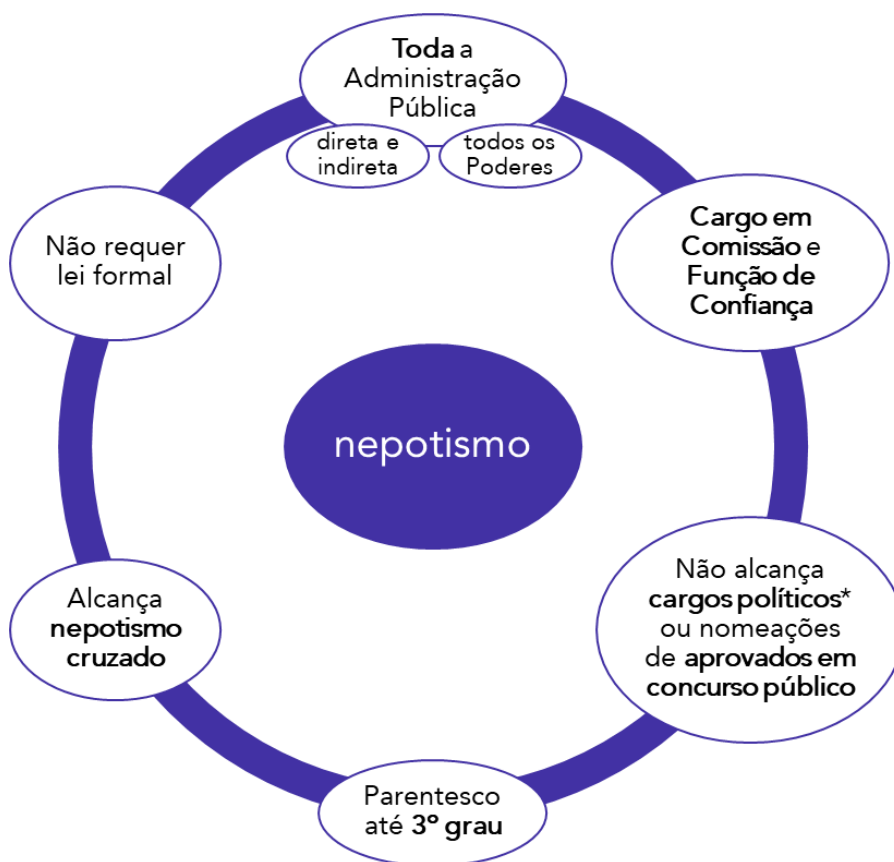 Toda a
Administração
Pública
direta e
indireta
todos os
Poderes
Cargo em
Comissão e
Função de
Confiança
Não alcança
cargos políticos*
ou nomeações
de aprovados em
concurso público
Parentesco
até 3º grau
Alcança
nepotismo
cruzado
Não requer
lei formal
nepotismo